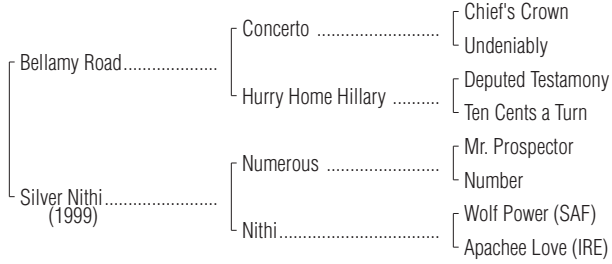 Chief's Crown
Concerto ....................
Undeniably
Bellamy Road..................
Deputed Testamony
Hurry Home Hillary ..........
Ten Cents a Turn
Mr. Prospector
Numerous ....................
Number
Silver Nithi......................
(1999)
Wolf Power (SAF)
Nithi...............................
Apachee Love (IRE)